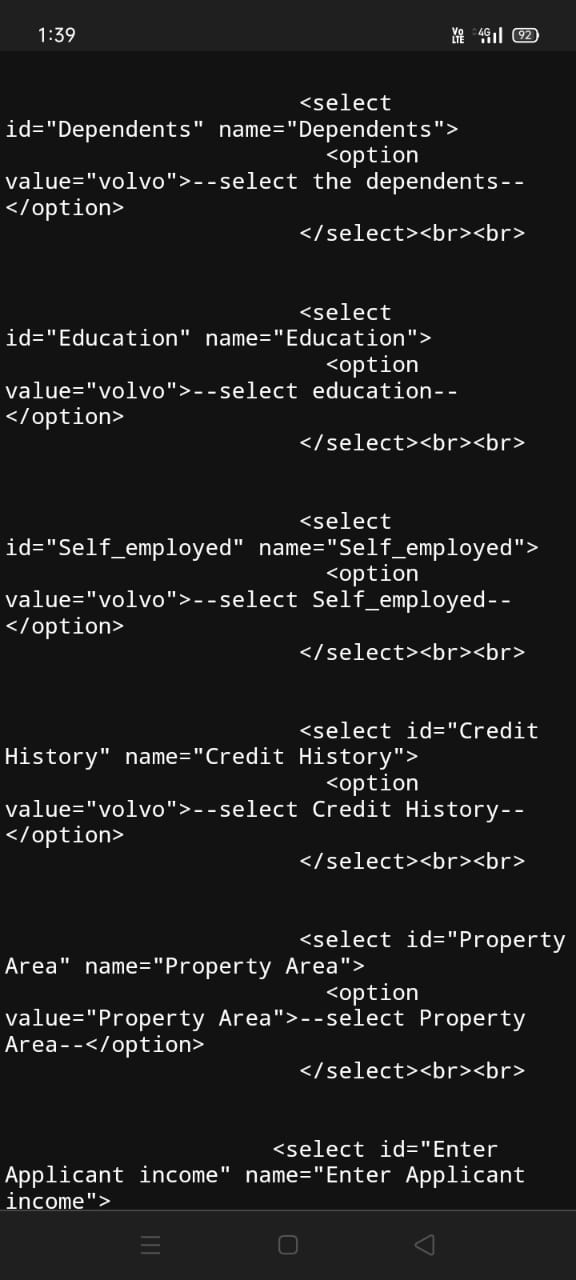 1:39
Vo LTE 4G 92
<select
id="Dependents" name="Dependents">
<option
value="volvo">--select the dependents--
</option>
</select><br><br>
<select
id="Education" name="Education">
<option
value="volvo">--select education--
</option>
</select><br><br>
<select
id="Self_employed" name="Self_employed">
<option
value="volvo">--select Self_employed--
</option>
</select><br><br>
<select id="Credit
History" name="Credit History">
<option
value="volvo">--select Credit History--
</option>
</select><br><br>
<select id="Property
Area" name="Property Area">
<option
value="Property Area">--select Property
Area--</option>
</select><br><br>
<select id="Enter
Applicant income" name="Enter Applicant
income">